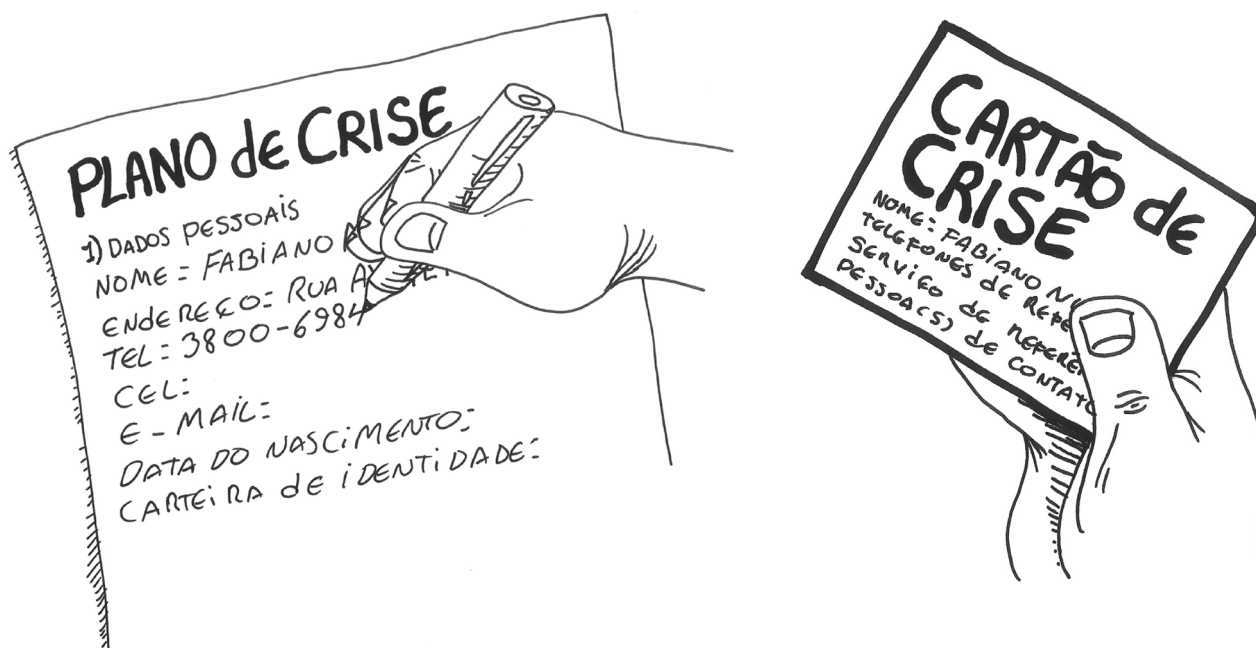 PLANO de CRISE
1) DADOS PESSOAIS
NOME = FABIANO
ENDEREÇO: RUA
TEL: 3800-6984
CEL:
E-MAIL:
DATA DO NASCIMENTO:
CARTEIRA de iDENTiDADE:
CARTÃO de
CRISE
NOME: FABIANO
TELEFONES de
SERVIÇO de
PESSOA(S) de CONTATO